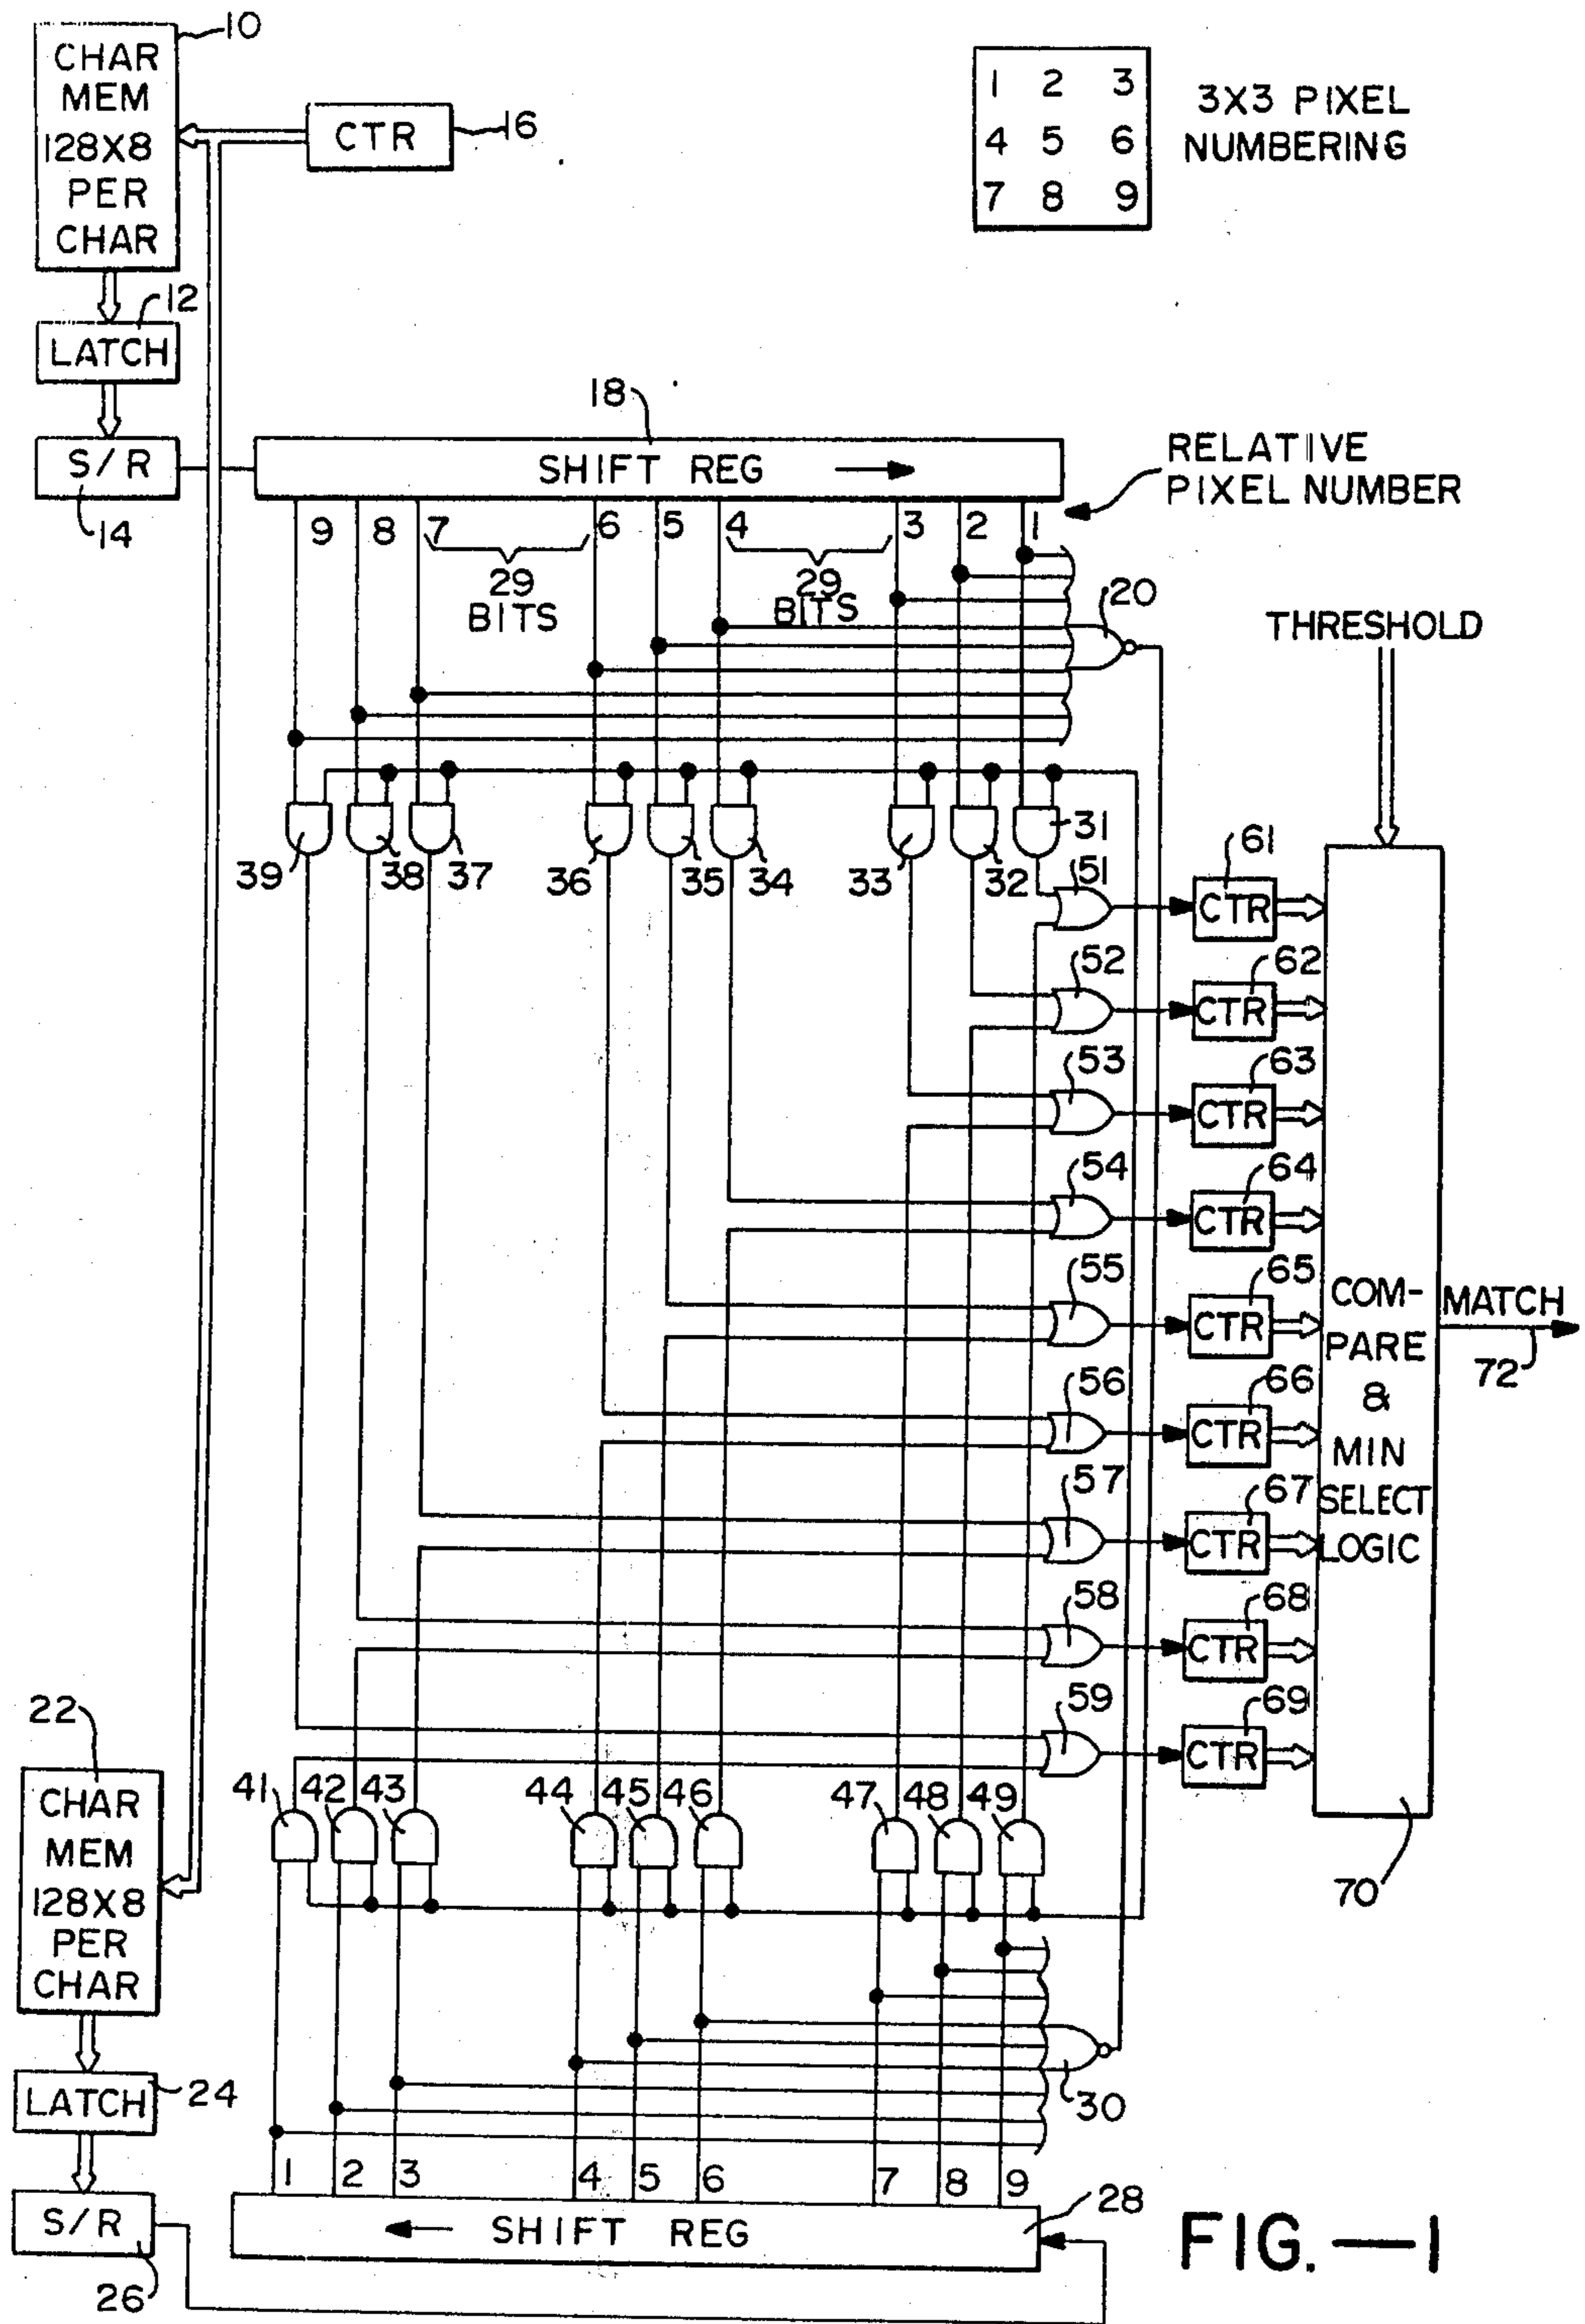 10
CHAR
MEM
128X8
PER
CHAR
CTR
16
1 2 3
4 5 6
7 8 9
3X3 PIXEL
NUMBERING
12
LATCH
S/R
14
18
SHIFT REG
RELATIVE
PIXEL NUMBER
9 8 7 6 5 4 3 2 1
29
BITS
29
BITS
20
THRESHOLD
39 38 37 36 35 34 33 32 31
51
61
CTR
52
62
CTR
53
63
CTR
54
64
CTR
55
65
CTR
56
66
CTR
57
67
CTR
58
68
CTR
59
69
CTR
COM-
PARE
&
MIN
SELECT
LOGIC
MATCH
72
70
22
CHAR
MEM
128X8
PER
CHAR
41 42 43 44 45 46 47 48 49
30
LATCH
24
S/R
26
1 2 3 4 5 6 7 8 9
SHIFT REG
28
FIG.—1